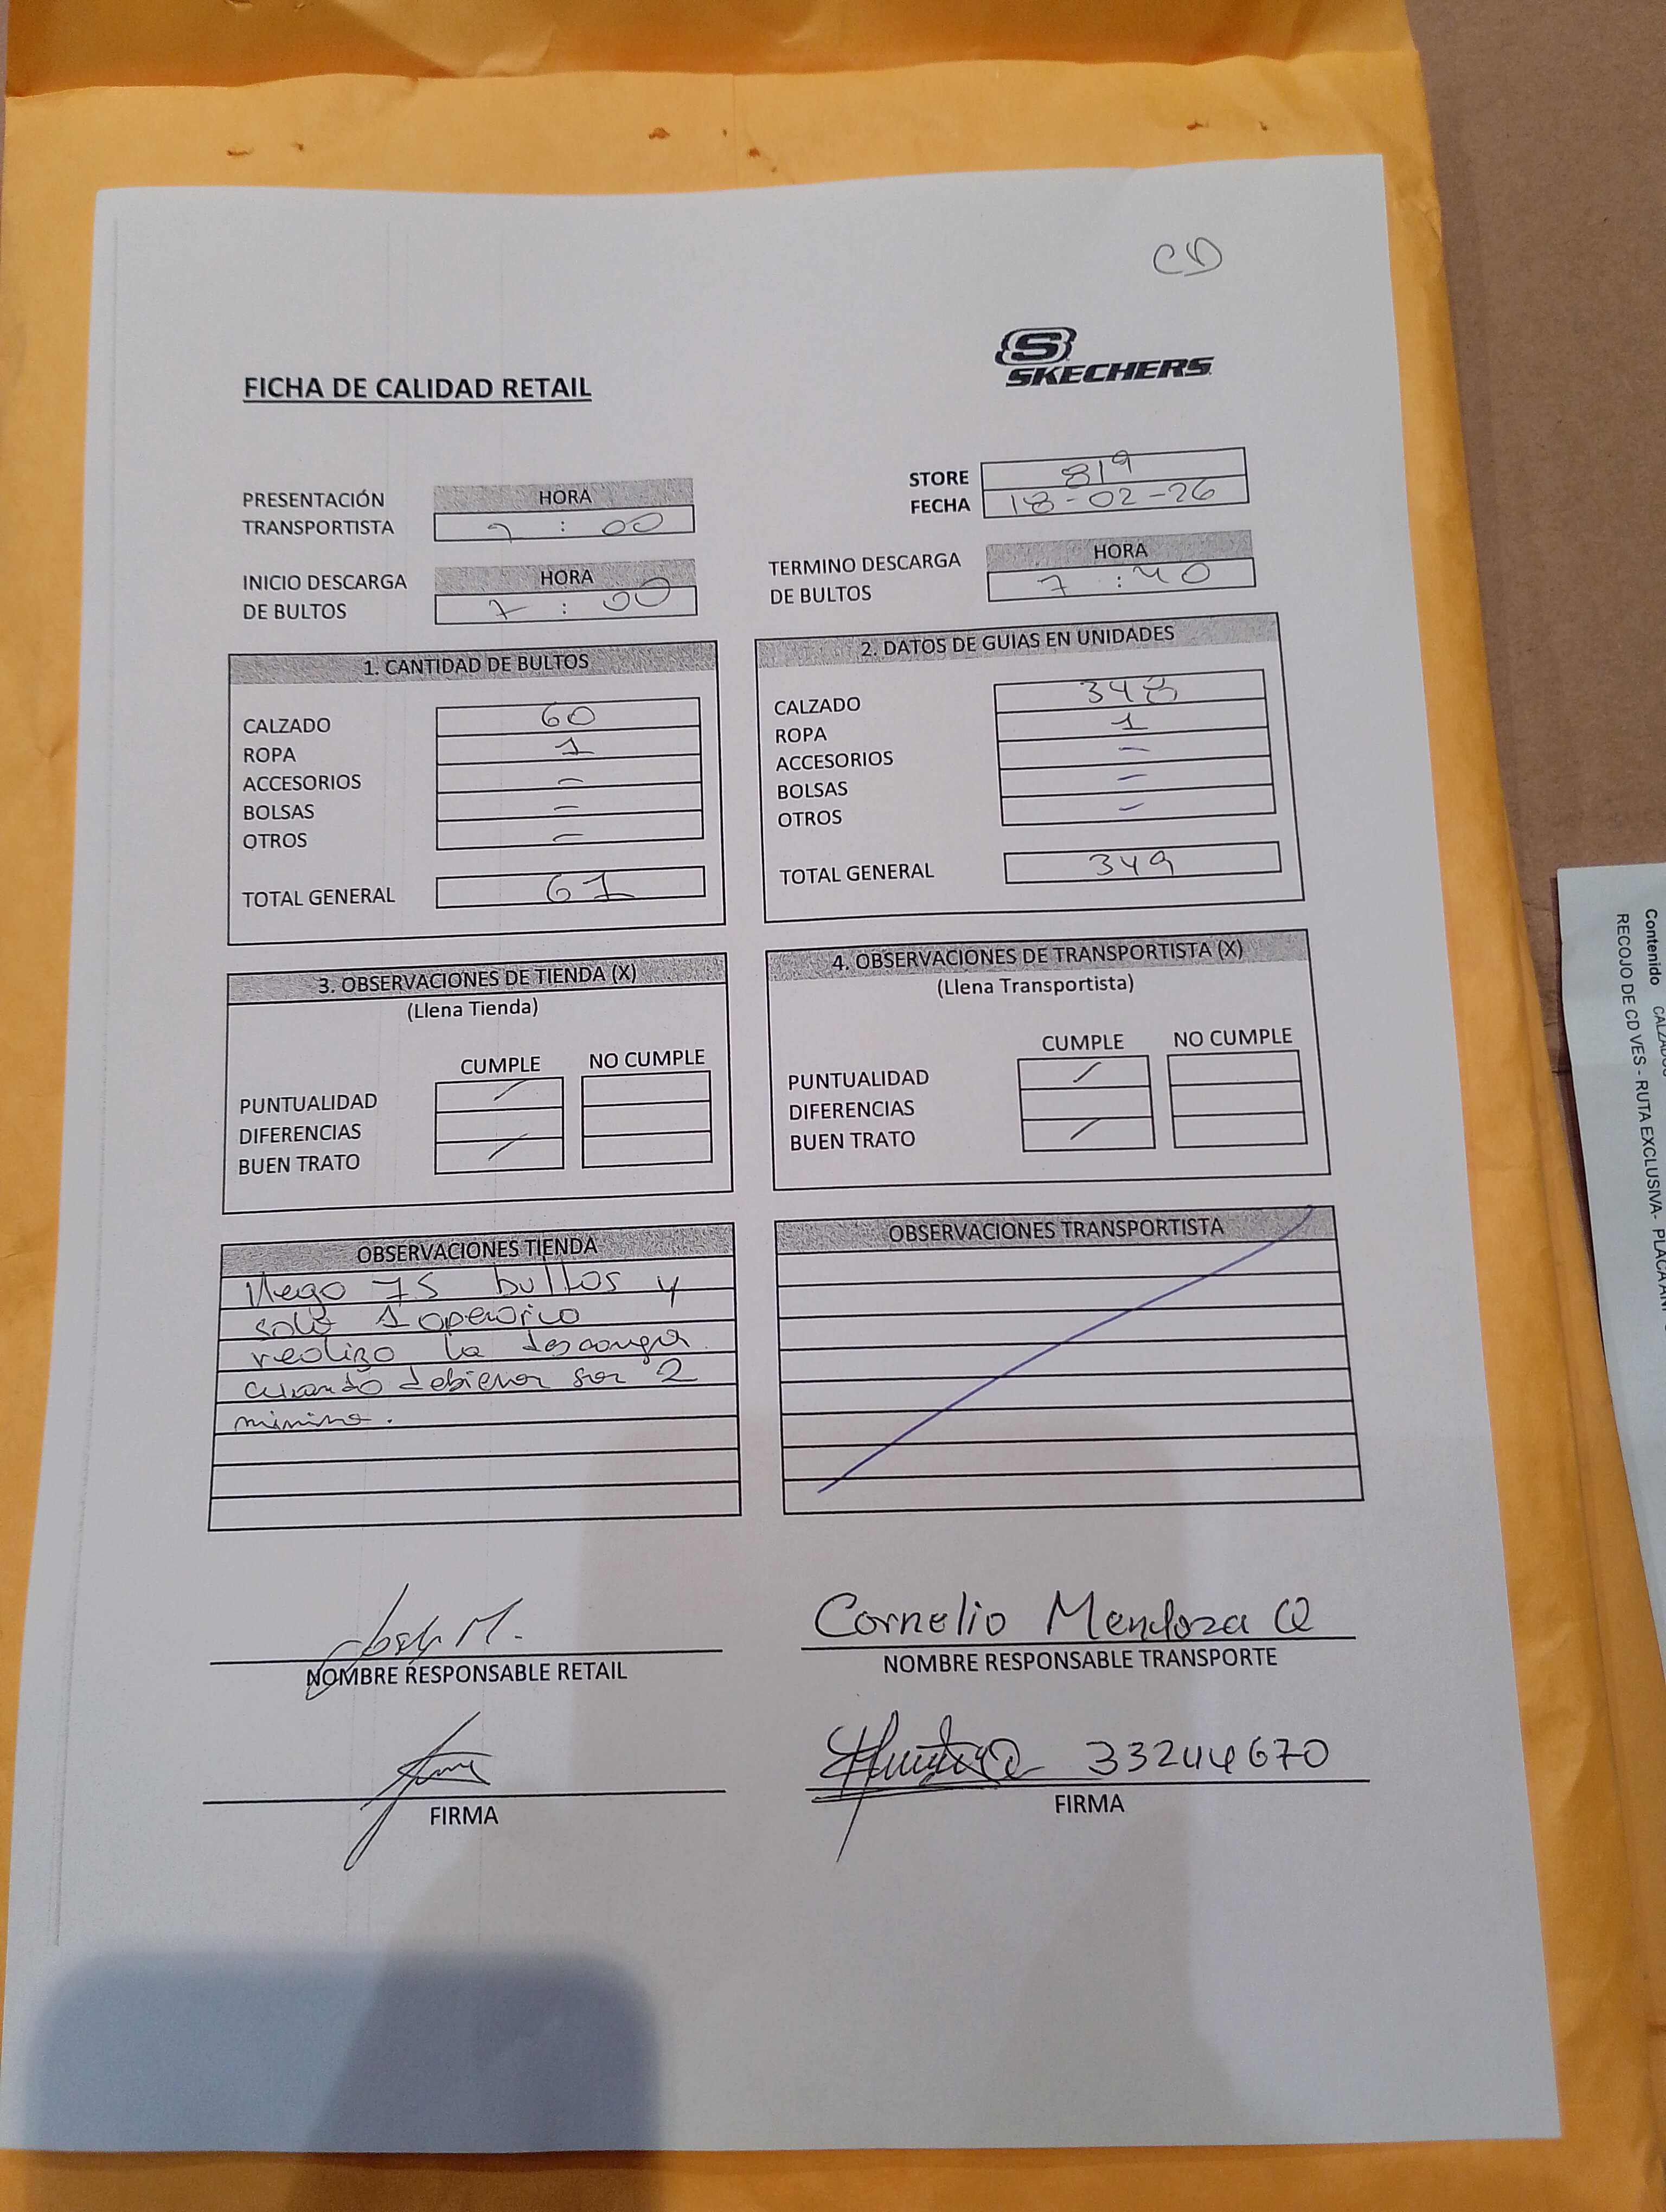 CD
SKECHERS
FICHA DE CALIDAD RETAIL
STORE 819
FECHA 18-02-26
PRESENTACIÓN TRANSPORTISTA
HORA
7 : 00
INICIO DESCARGA DE BULTOS
HORA
7 : 00
TERMINO DESCARGA DE BULTOS
HORA
7 : 40
1. CANTIDAD DE BULTOS
CALZADO 60
ROPA 1
ACCESORIOS -
BOLSAS -
OTROS -
TOTAL GENERAL 61
2. DATOS DE GUIAS EN UNIDADES
CALZADO 348
ROPA 1
ACCESORIOS -
BOLSAS -
OTROS -
TOTAL GENERAL 349
3. OBSERVACIONES DE TIENDA (X)
(Llena Tienda)
CUMPLE NO CUMPLE
PUNTUALIDAD /
DIFERENCIAS
BUEN TRATO /
4. OBSERVACIONES DE TRANSPORTISTA (X)
(Llena Transportista)
CUMPLE NO CUMPLE
PUNTUALIDAD /
DIFERENCIAS
BUEN TRATO /
OBSERVACIONES TIENDA
llego 75 bultos y
solo 1 operario
realizo la descarga
cuando debieron ser 2
minimo.
OBSERVACIONES TRANSPORTISTA
NOMBRE RESPONSABLE RETAIL
FIRMA
Cornelio Mendoza Q
NOMBRE RESPONSABLE TRANSPORTE
33244670
FIRMA
Contenido CALZADO
RECOJO DE CD VES - RUTA EXCLUSIVA- PLACA